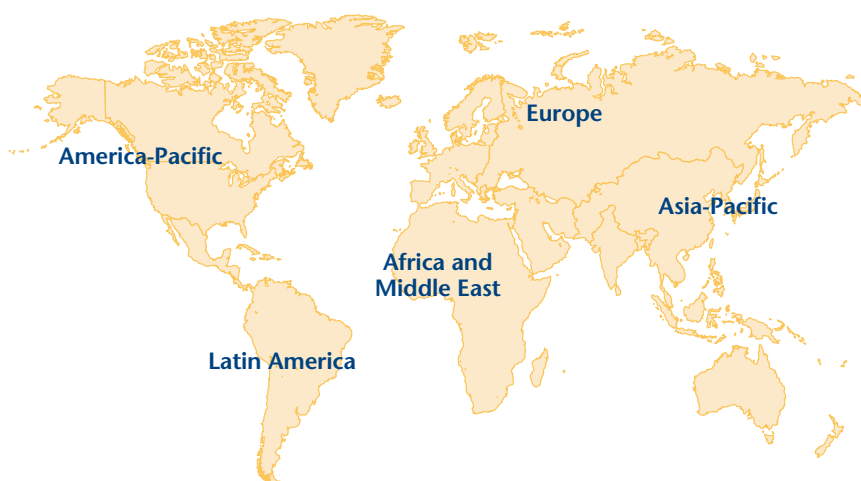 Europe
America-Pacific
Asia-Pacific
Africa and
Middle East
Latin America